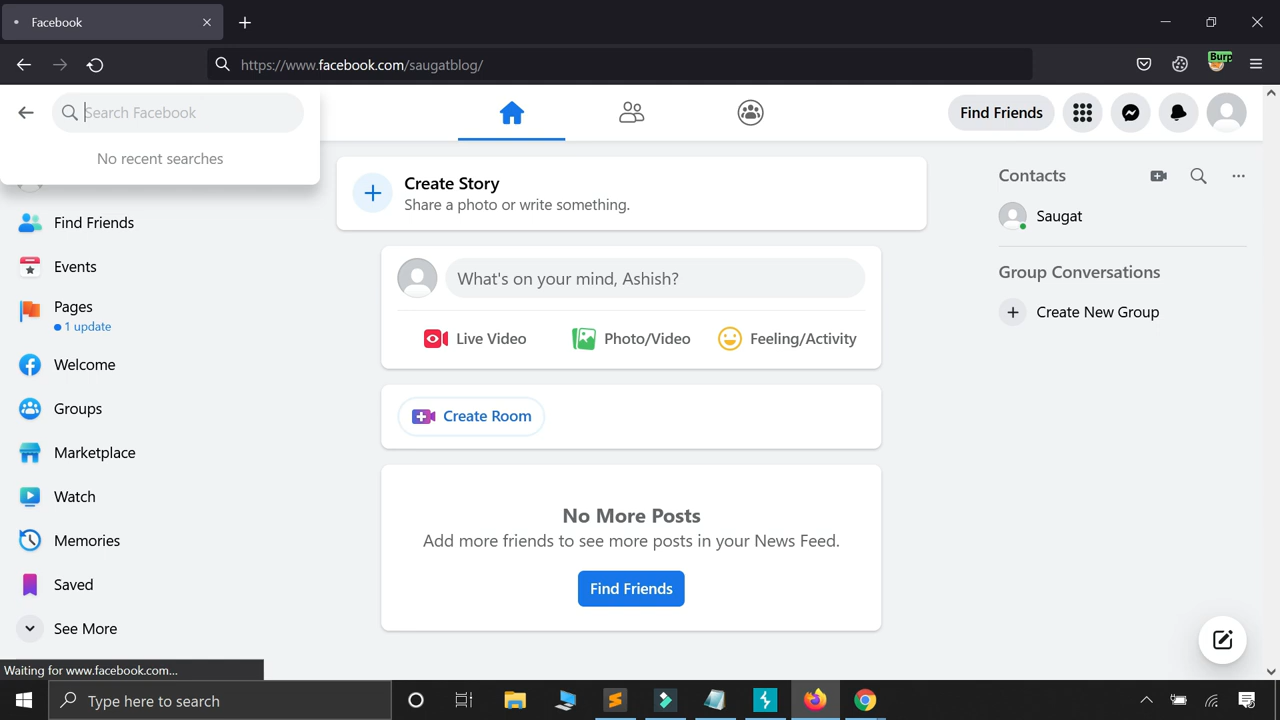 Facebook
https://www.facebook.com/saugatblog/
Burp
Search Facebook
No recent searches
Find Friends
Find Friends
Events
Pages
1 update
Welcome
Groups
Marketplace
Watch
Memories
Saved
See More
Create Story
Share a photo or write something.
What's on your mind, Ashish?
Live Video
Photo/Video
Feeling/Activity
Create Room
No More Posts
Add more friends to see more posts in your News Feed.
Find Friends
Contacts
Saugat
Group Conversations
Create New Group
Waiting for www.facebook.com...
Type here to search